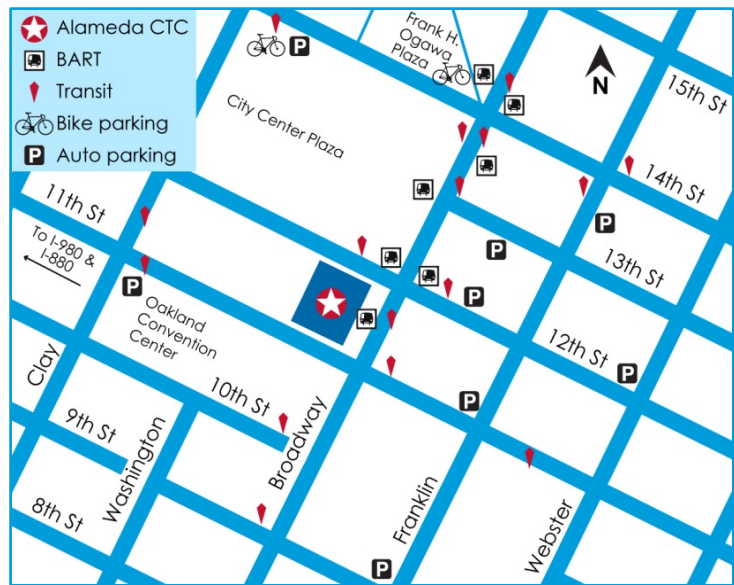 Alameda CTC
BART
Transit
Bike parking
P Auto parking
P
Frank H.
Ogawa
Plaza
N
15th St
City Center Plaza
14th St
11th St
P
13th St
P
To I-980 &
I-880
P
P
Oakland
Convention
Center
12th St
P
Clay
10th St
P
9th St
Washington
Broadway
Franklin
Webster
8th St
P